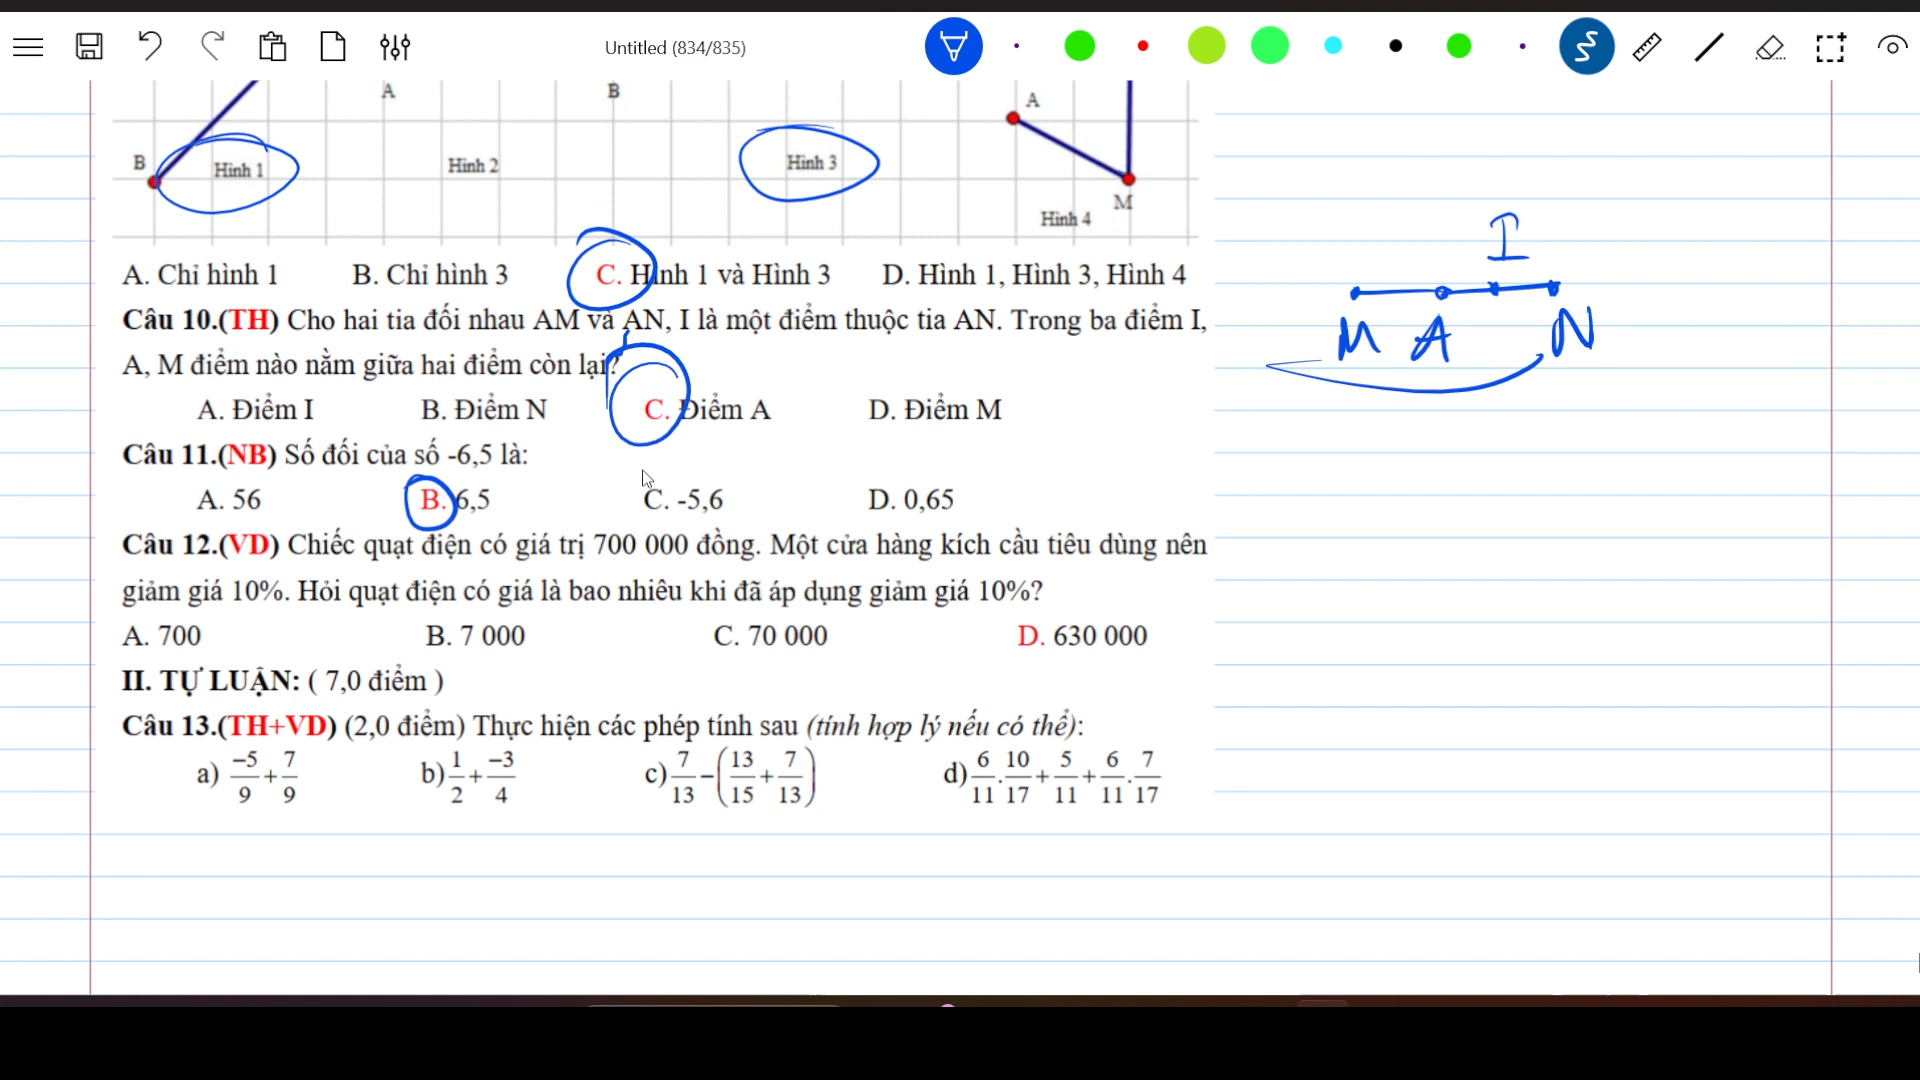 Untitled (834/835)
A
B
A
B
Hình 1
Hình 2
Hình 3
M
Hình 4
A. Chỉ hình 1 B. Chỉ hình 3 C. Hình 1 và Hình 3 D. Hình 1, Hình 3, Hình 4
I
M A N
Câu 10.(TH) Cho hai tia đối nhau AM và AN, I là một điểm thuộc tia AN. Trong ba điểm I,
A, M điểm nào nằm giữa hai điểm còn lại?
A. Điểm I B. Điểm N C. Điểm A D. Điểm M
Câu 11.(NB) Số đối của số -6,5 là:
A. 56 B. 6,5 C. -5,6 D. 0,65
Câu 12.(VD) Chiếc quạt điện có giá trị 700 000 đồng. Một cửa hàng kích cầu tiêu dùng nên
giảm giá 10%. Hỏi quạt điện có giá là bao nhiêu khi đã áp dụng giảm giá 10%?
A. 700 B. 7 000 C. 70 000 D. 630 000
II. TỰ LUẬN: ( 7,0 điểm )
Câu 13.(TH+VD) (2,0 điểm) Thực hiện các phép tính sau (tính hợp lý nếu có thể):
a) −5/9 + 7/9 b) 1/2 + −3/4 c) 7/13 − (13/15 + 7/13) d) 6/11 . 10/17 + 5/11 + 6/11 . 7/17